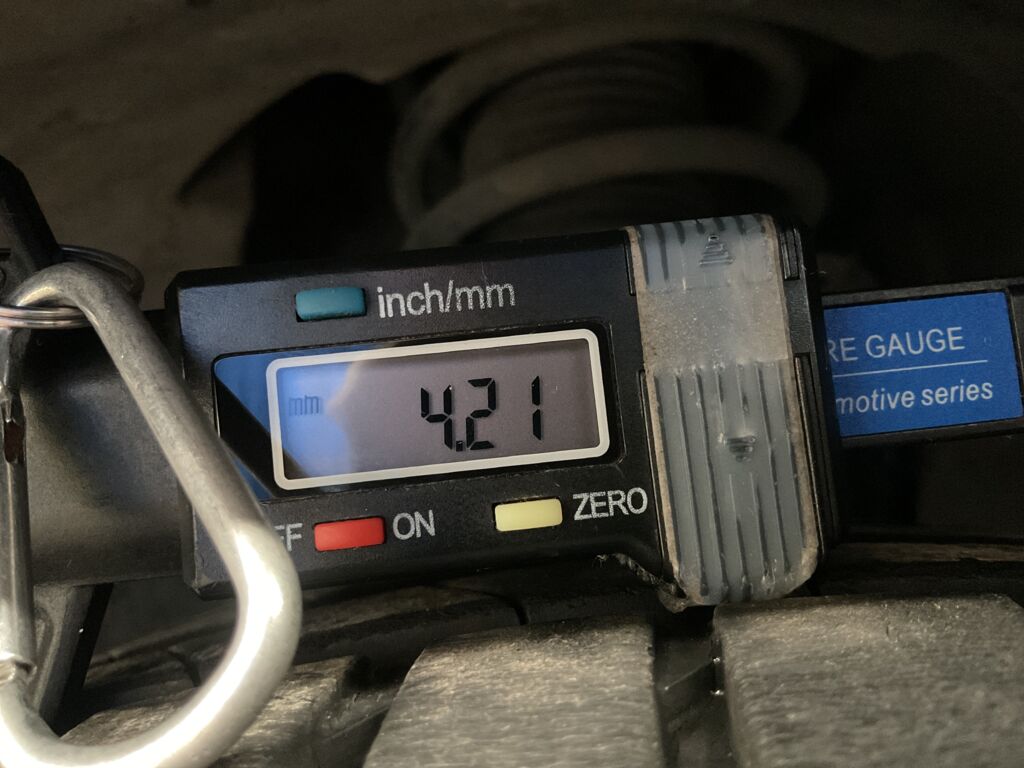 inch/mm
mm 4.21
FF ON ZERO
RE GAUGE
motive series